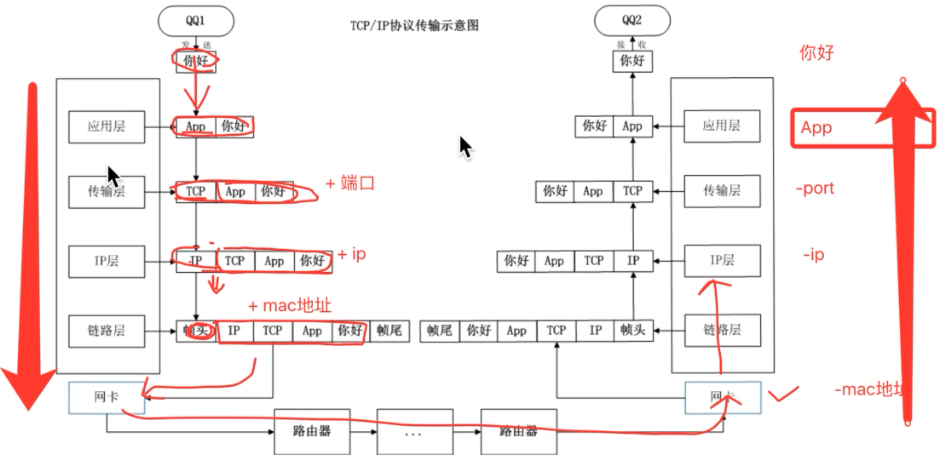 TCP/IP协议传输示意图
QQ1
发 送
你好
应用层
App 你好
传输层
TCP App 你好
+ 端口
IP层
IP TCP App 你好
+ ip
+ mac地址
链路层
帧头 IP TCP App 你好 帧尾
网卡
路由器
...
路由器
QQ2
接 收
你好
你好
你好 App
应用层
App
你好 App TCP
传输层
-port
你好 App TCP IP
IP层
-ip
帧尾 你好 App TCP IP 帧头
链路层
网卡
-mac地址